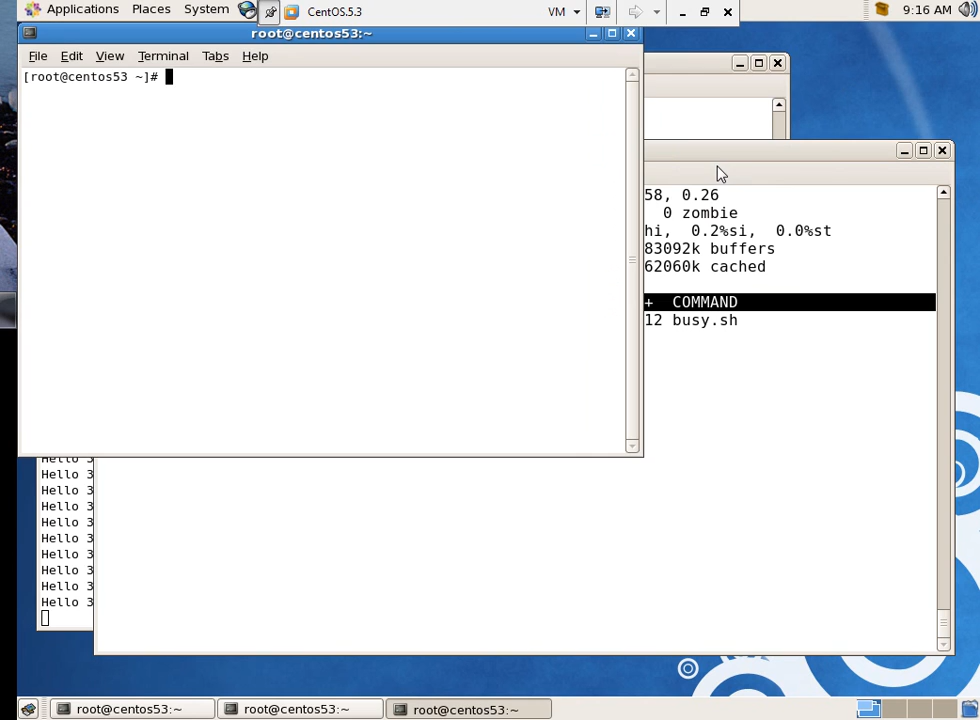 Applications Places System CentOS.5.3 VM 9:16 AM
root@centos53:~
File Edit View Terminal Tabs Help
[root@centos53 ~]#
58, 0.26
0 zombie
hi, 0.2%si, 0.0%st
83092k buffers
62060k cached
+ COMMAND
12 busy.sh
Hello 3
Hello 3
Hello 3
Hello 3
Hello 3
Hello 3
Hello 3
Hello 3
Hello 3
Hello 3
root@centos53:~ root@centos53:~ root@centos53:~